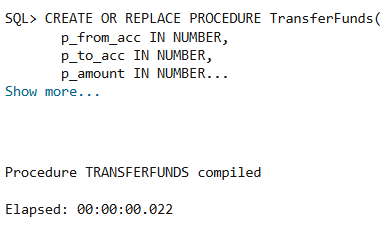 SQL> CREATE OR REPLACE PROCEDURE TransferFunds(
p_from_acc IN NUMBER,
p_to_acc IN NUMBER,
p_amount IN NUMBER...
Show more...
Procedure TRANSFERFUNDS compiled
Elapsed: 00:00:00.022